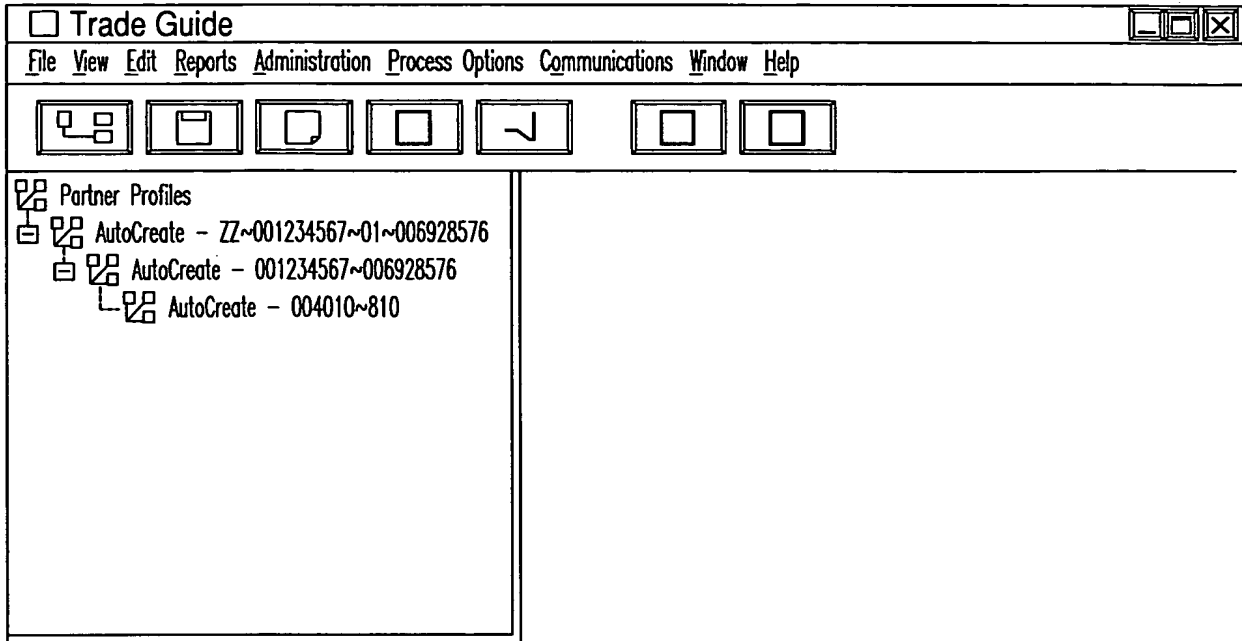 Trade Guide
File View Edit Reports Administration Process Options Communications Window Help
Partner Profiles
AutoCreate – ZZ~001234567~01~006928576
AutoCreate – 001234567~006928576
AutoCreate – 004010~810